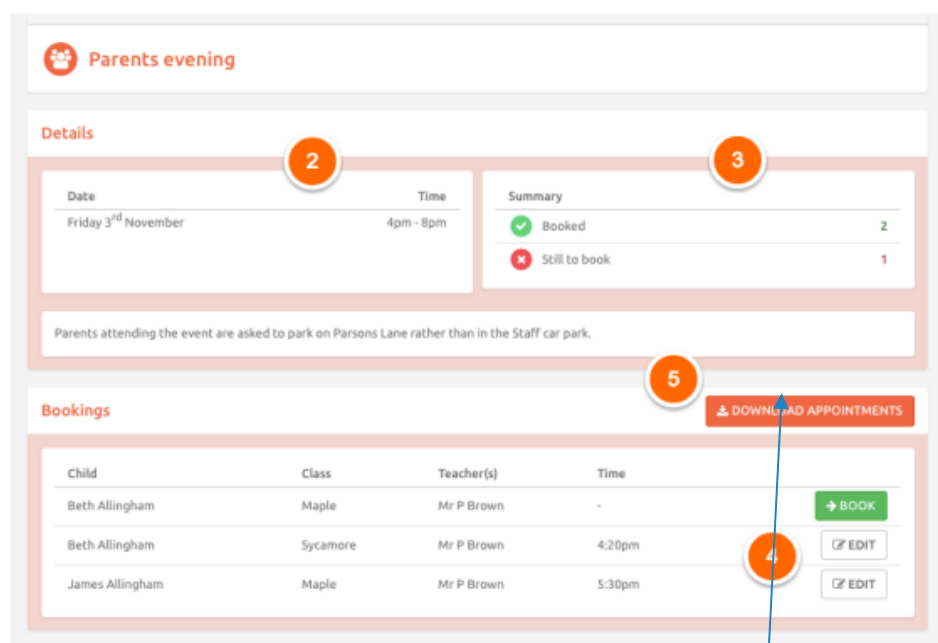 Parents evening
Details
2
3
Date Time
Friday 3rd November 4pm - 8pm
Summary
Booked 2
Still to book 1
Parents attending the event are asked to park on Parsons Lane rather than in the Staff car park.
5
Bookings
DOWNLOAD APPOINTMENTS
Child Class Teacher(s) Time
Beth Allingham Maple Mr P Brown - BOOK
Beth Allingham Sycamore Mr P Brown 4:20pm EDIT
4
James Allingham Maple Mr P Brown 5:30pm EDIT